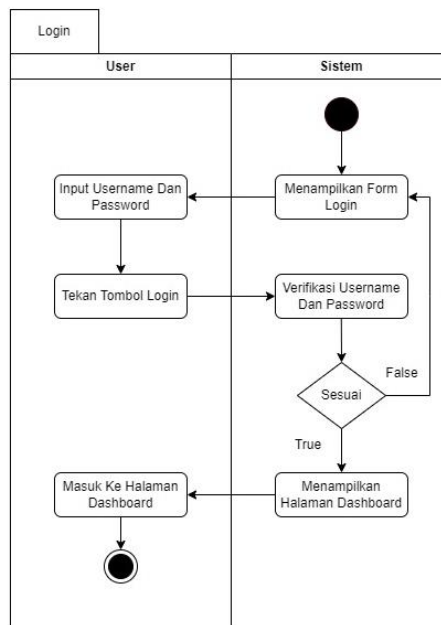 Login
User
Sistem
Menampilkan Form
Login
Input Username Dan
Password
Tekan Tombol Login
Verifikasi Username
Dan Password
Sesuai
False
True
Menampilkan
Halaman Dashboard
Masuk Ke Halaman
Dashboard